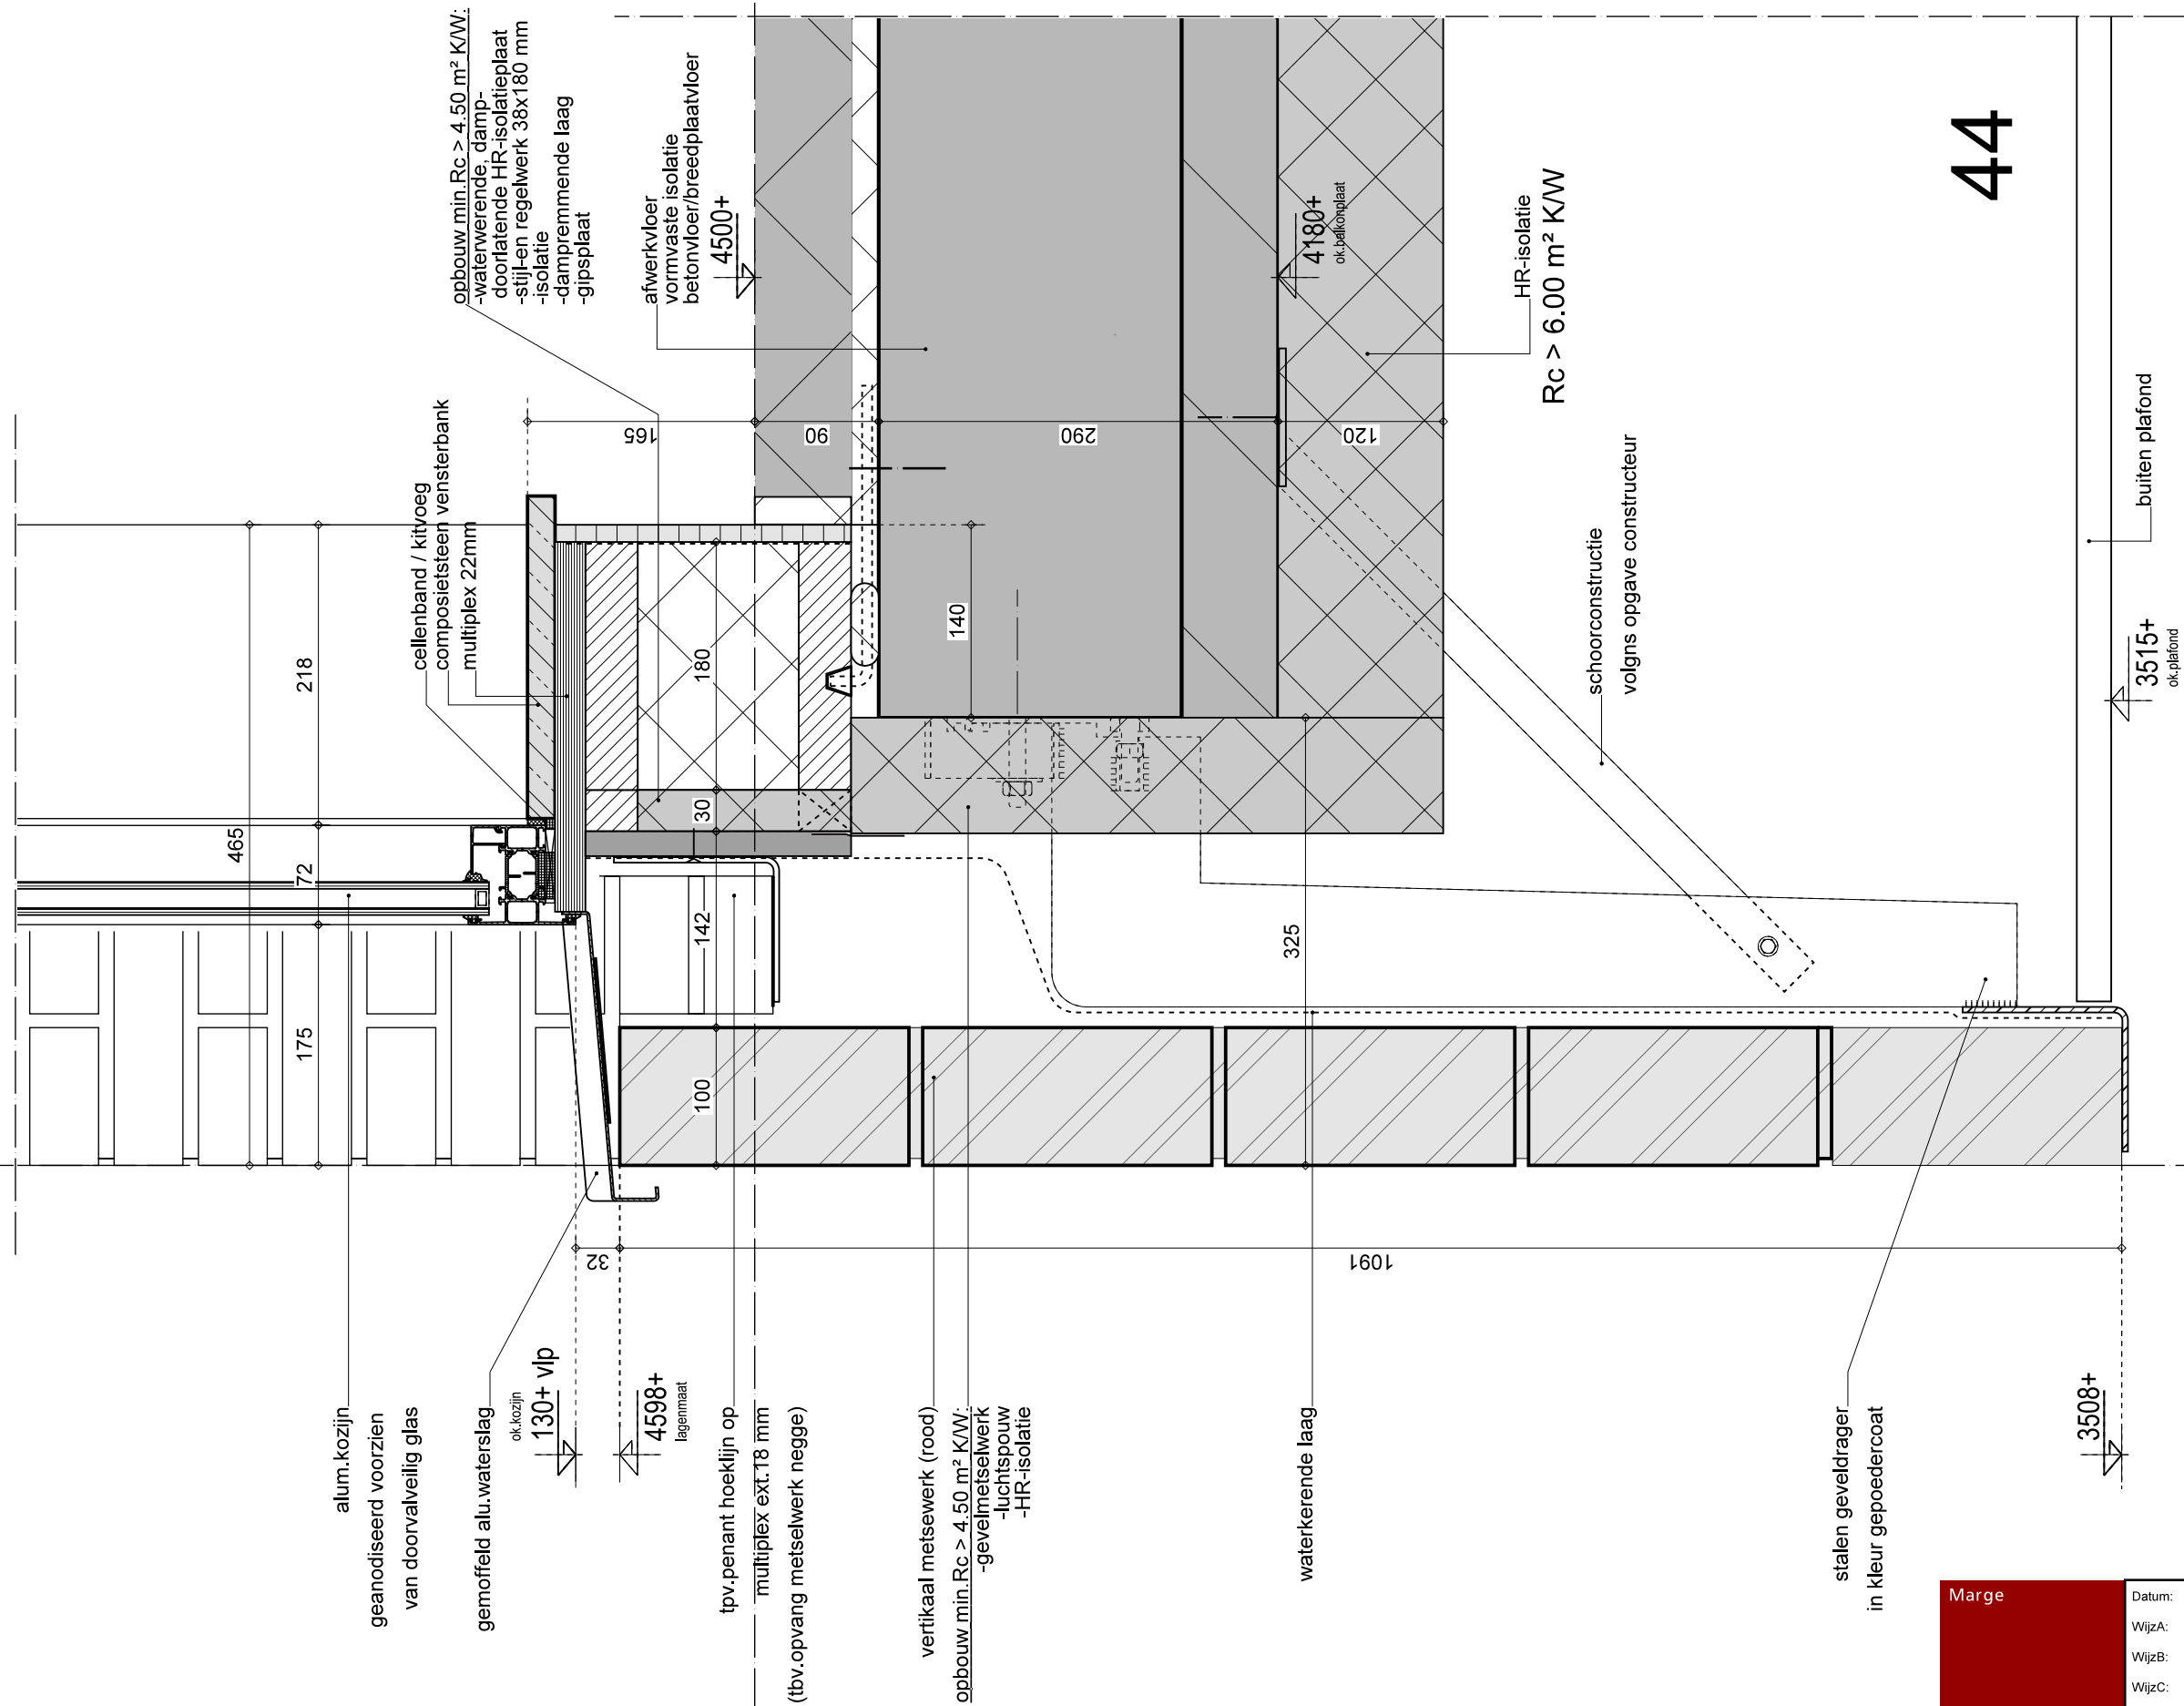 opbouw min.Rc > 4.50 m² K/W:
-waterwerende, damp-
doorlatende HR-isolatieplaat
-stijl-en regelwerk 38x180 mm
-isolatie
-dampremmende laag
-gipsplaat
cellenband / kitvoeg
composietsteen vensterbank
multiplex 22mm
afwerkvloer
vormvaste isolatie
betonvloer/breedplaatvloer
4500+
4180+
ok.balkonplaat
HR-isolatie
Rc > 6.00 m² K/W
44
schoorconstructie
volgns opgave constructeur
buiten plafond
3515+
ok.plafond
465
218
72
175
165
90
290
120
180
30
142
100
140
325
32
1091
alum.kozijn
geanodiseerd voorzien
van doorvalveilig glas
gemoffeld alu.waterslag
ok.kozijn
130+ vlp
4598+
lagenmaat
tpv.penant hoeklijn op
multiplex ext.18 mm
(tbv.opvang metselwerk negge)
vertikaal metsewerk (rood)
opbouw min.Rc > 4.50 m² K/W:
-gevelmetselwerk
-luchtspouw
-HR-isolatie
waterkerende laag
stalen geveldrager
in kleur gepoedercoat
3508+
Marge
Datum:
WijzA:
WijzB:
WijzC: